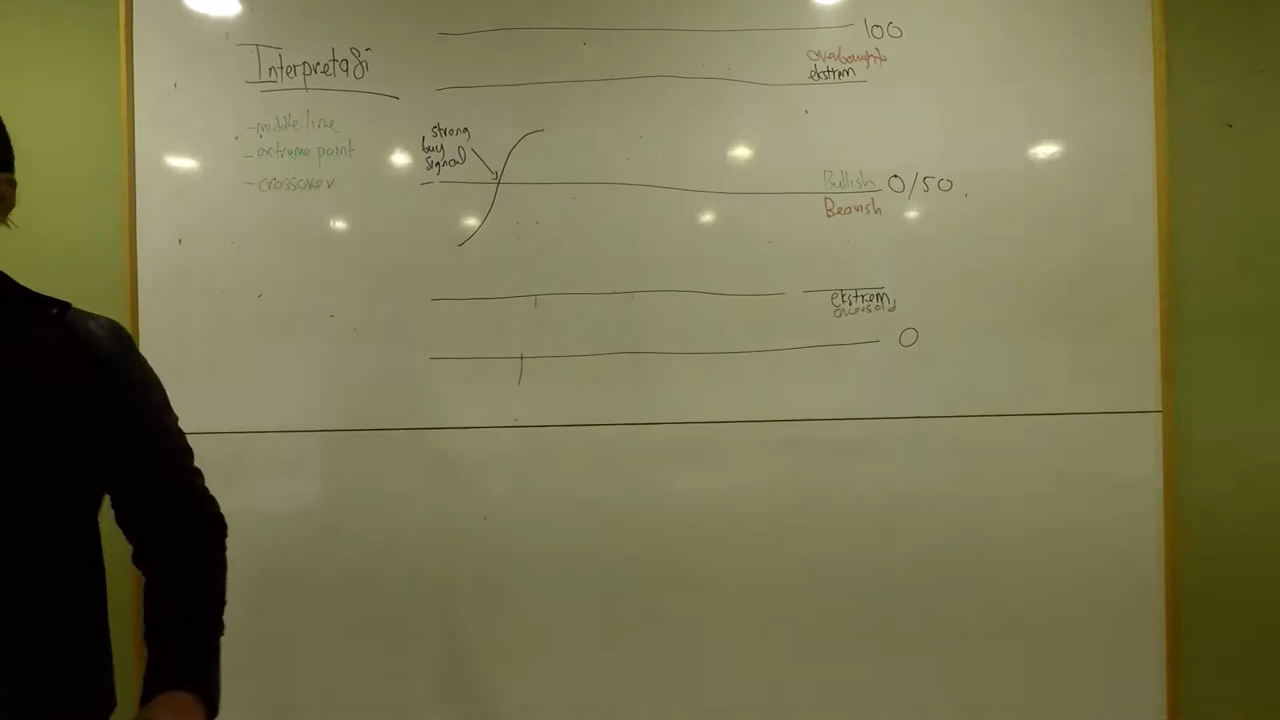 Interpretasi
- middle line
- extreme point
- crossover
100
overbought
ekstrem
strong
buy
signal
Bullish
0/50
Bearish
ekstrem
oversold
0